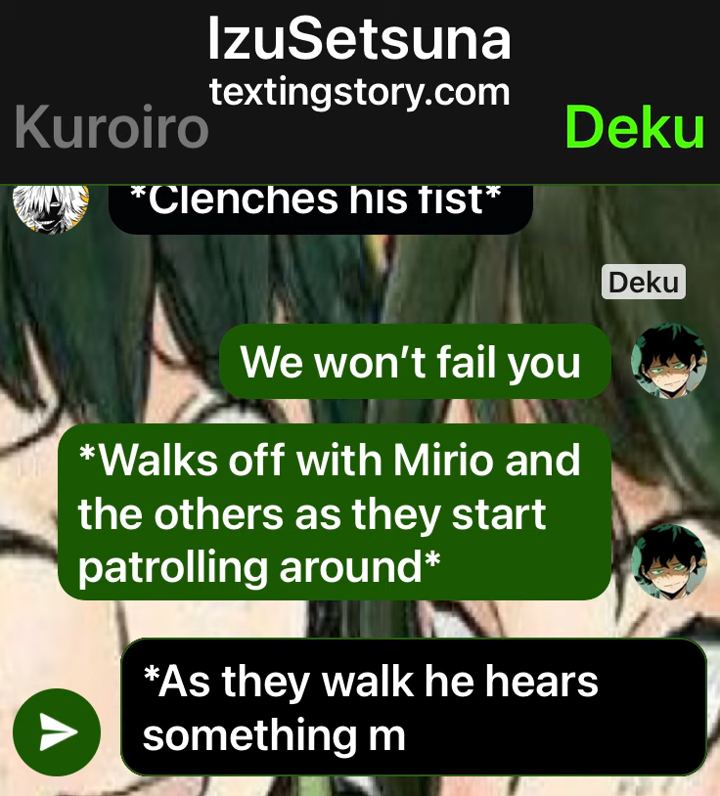 IzuSetsuna
textingstory.com
Kuroiro
Deku
*Clenches his fist*
Deku
We won’t fail you
*Walks off with Mirio and
the others as they start
patrolling around*
*As they walk he hears
something m